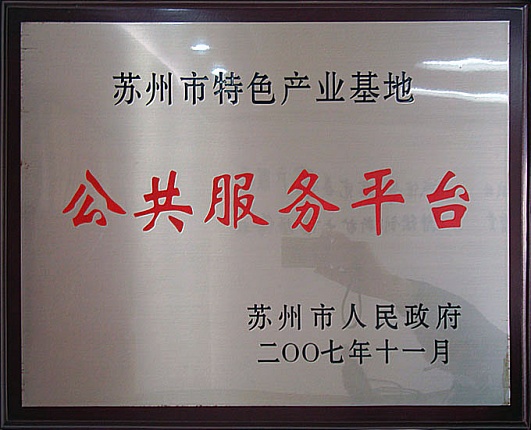 苏州市特色产业基地
公共服务平台
苏州市人民政府
二〇〇七年十一月